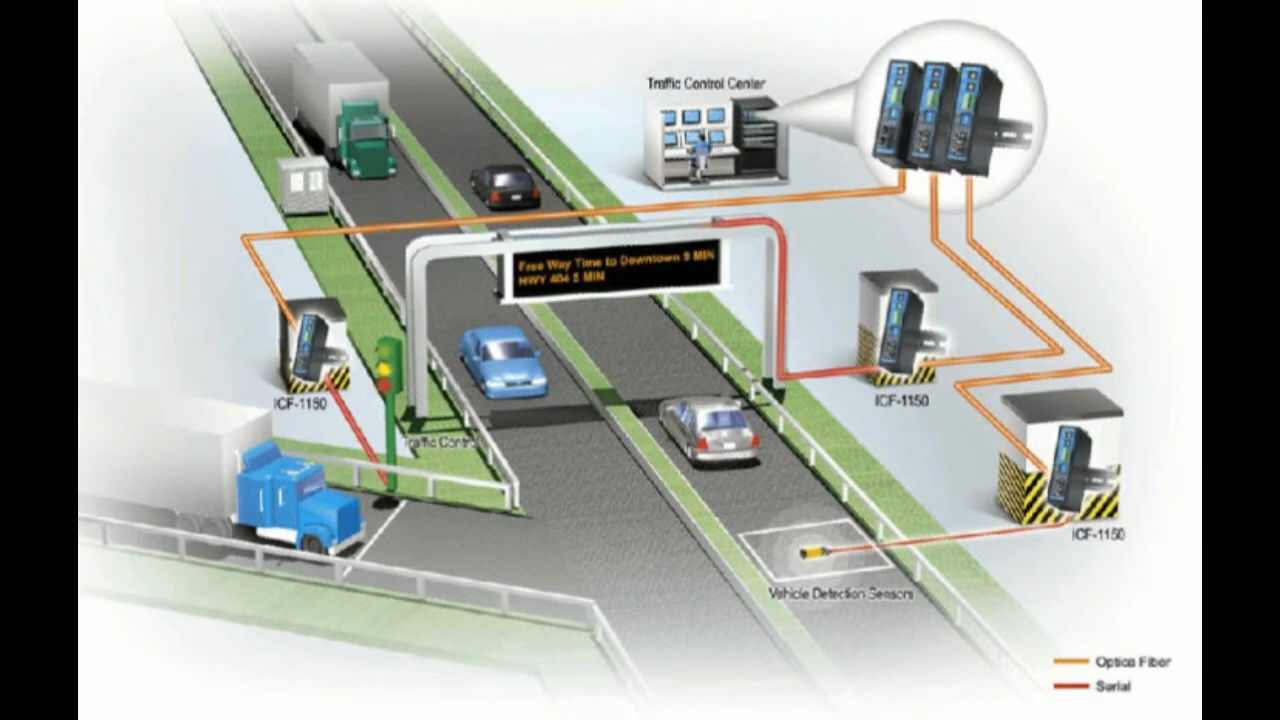 Traffic Control Center
Free Way Time to Downtown 9 MIN
HWY 404 5 MIN
ICF-1150
ICF-1150
Traffic Control
ICF-1150
Vehicle Detection Sensors
Optica Fiber
Serial